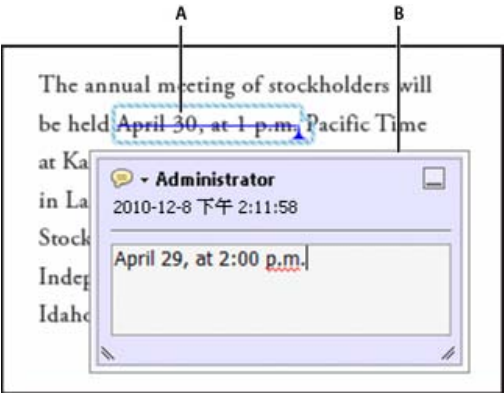 A B
The annual meeting of stockholders will
be held April 30, at 1 p.m. Pacific Time
at Ka
Administrator
in La
2010-12-8 下午 2:11:58
Stock
April 29, at 2:00 p.m.
Indep
Idaho